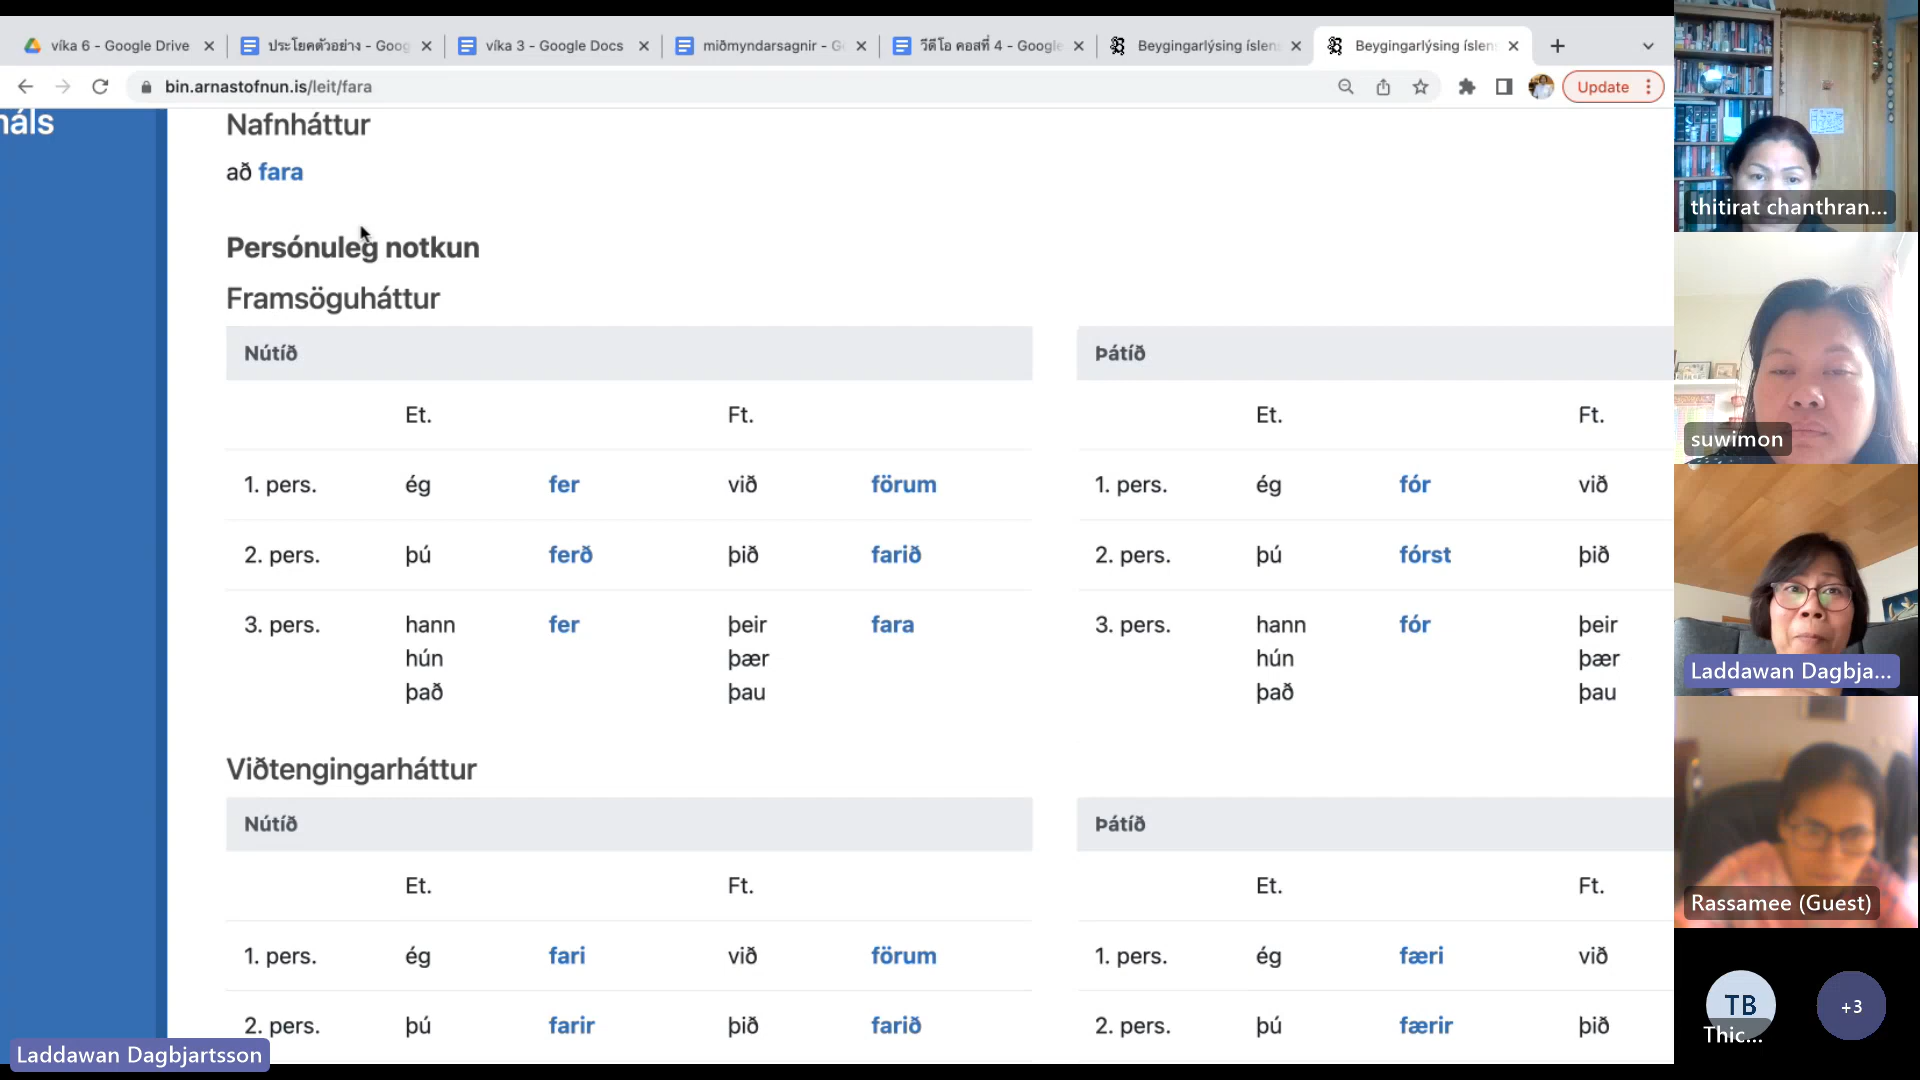 víka 6 - Google Drive
ประโยคตัวอย่าง - Goog
víka 3 - Google Docs
miðmyndarsagnir - G
วีดีโอ คอสที่ 4 - Google
Beygingarlýsing íslens
Beygingarlýsing íslens
bin.arnastofnun.is/leit/fara
Update
náls
Nafnháttur
að fara
Persónuleg notkun
Framsöguháttur
Nútíð
Þátíð
Et. Ft. Et. Ft.
1. pers. ég fer við förum 1. pers. ég fór við
2. pers. þú ferð þið farið 2. pers. þú fórst þið
3. pers. hann fer þeir fara 3. pers. hann fór þeir
hún þær hún þær
það þau það þau
Viðtengingarháttur
Nútíð
Þátíð
Et. Ft. Et. Ft.
1. pers. ég fari við förum 1. pers. ég færi við
2. pers. þú farir þið farið 2. pers. þú færir þið
Laddawan Dagbjartsson
thitirat chanthran...
suwimon
Laddawan Dagbja...
Rassamee (Guest)
TB
Thic...
+3